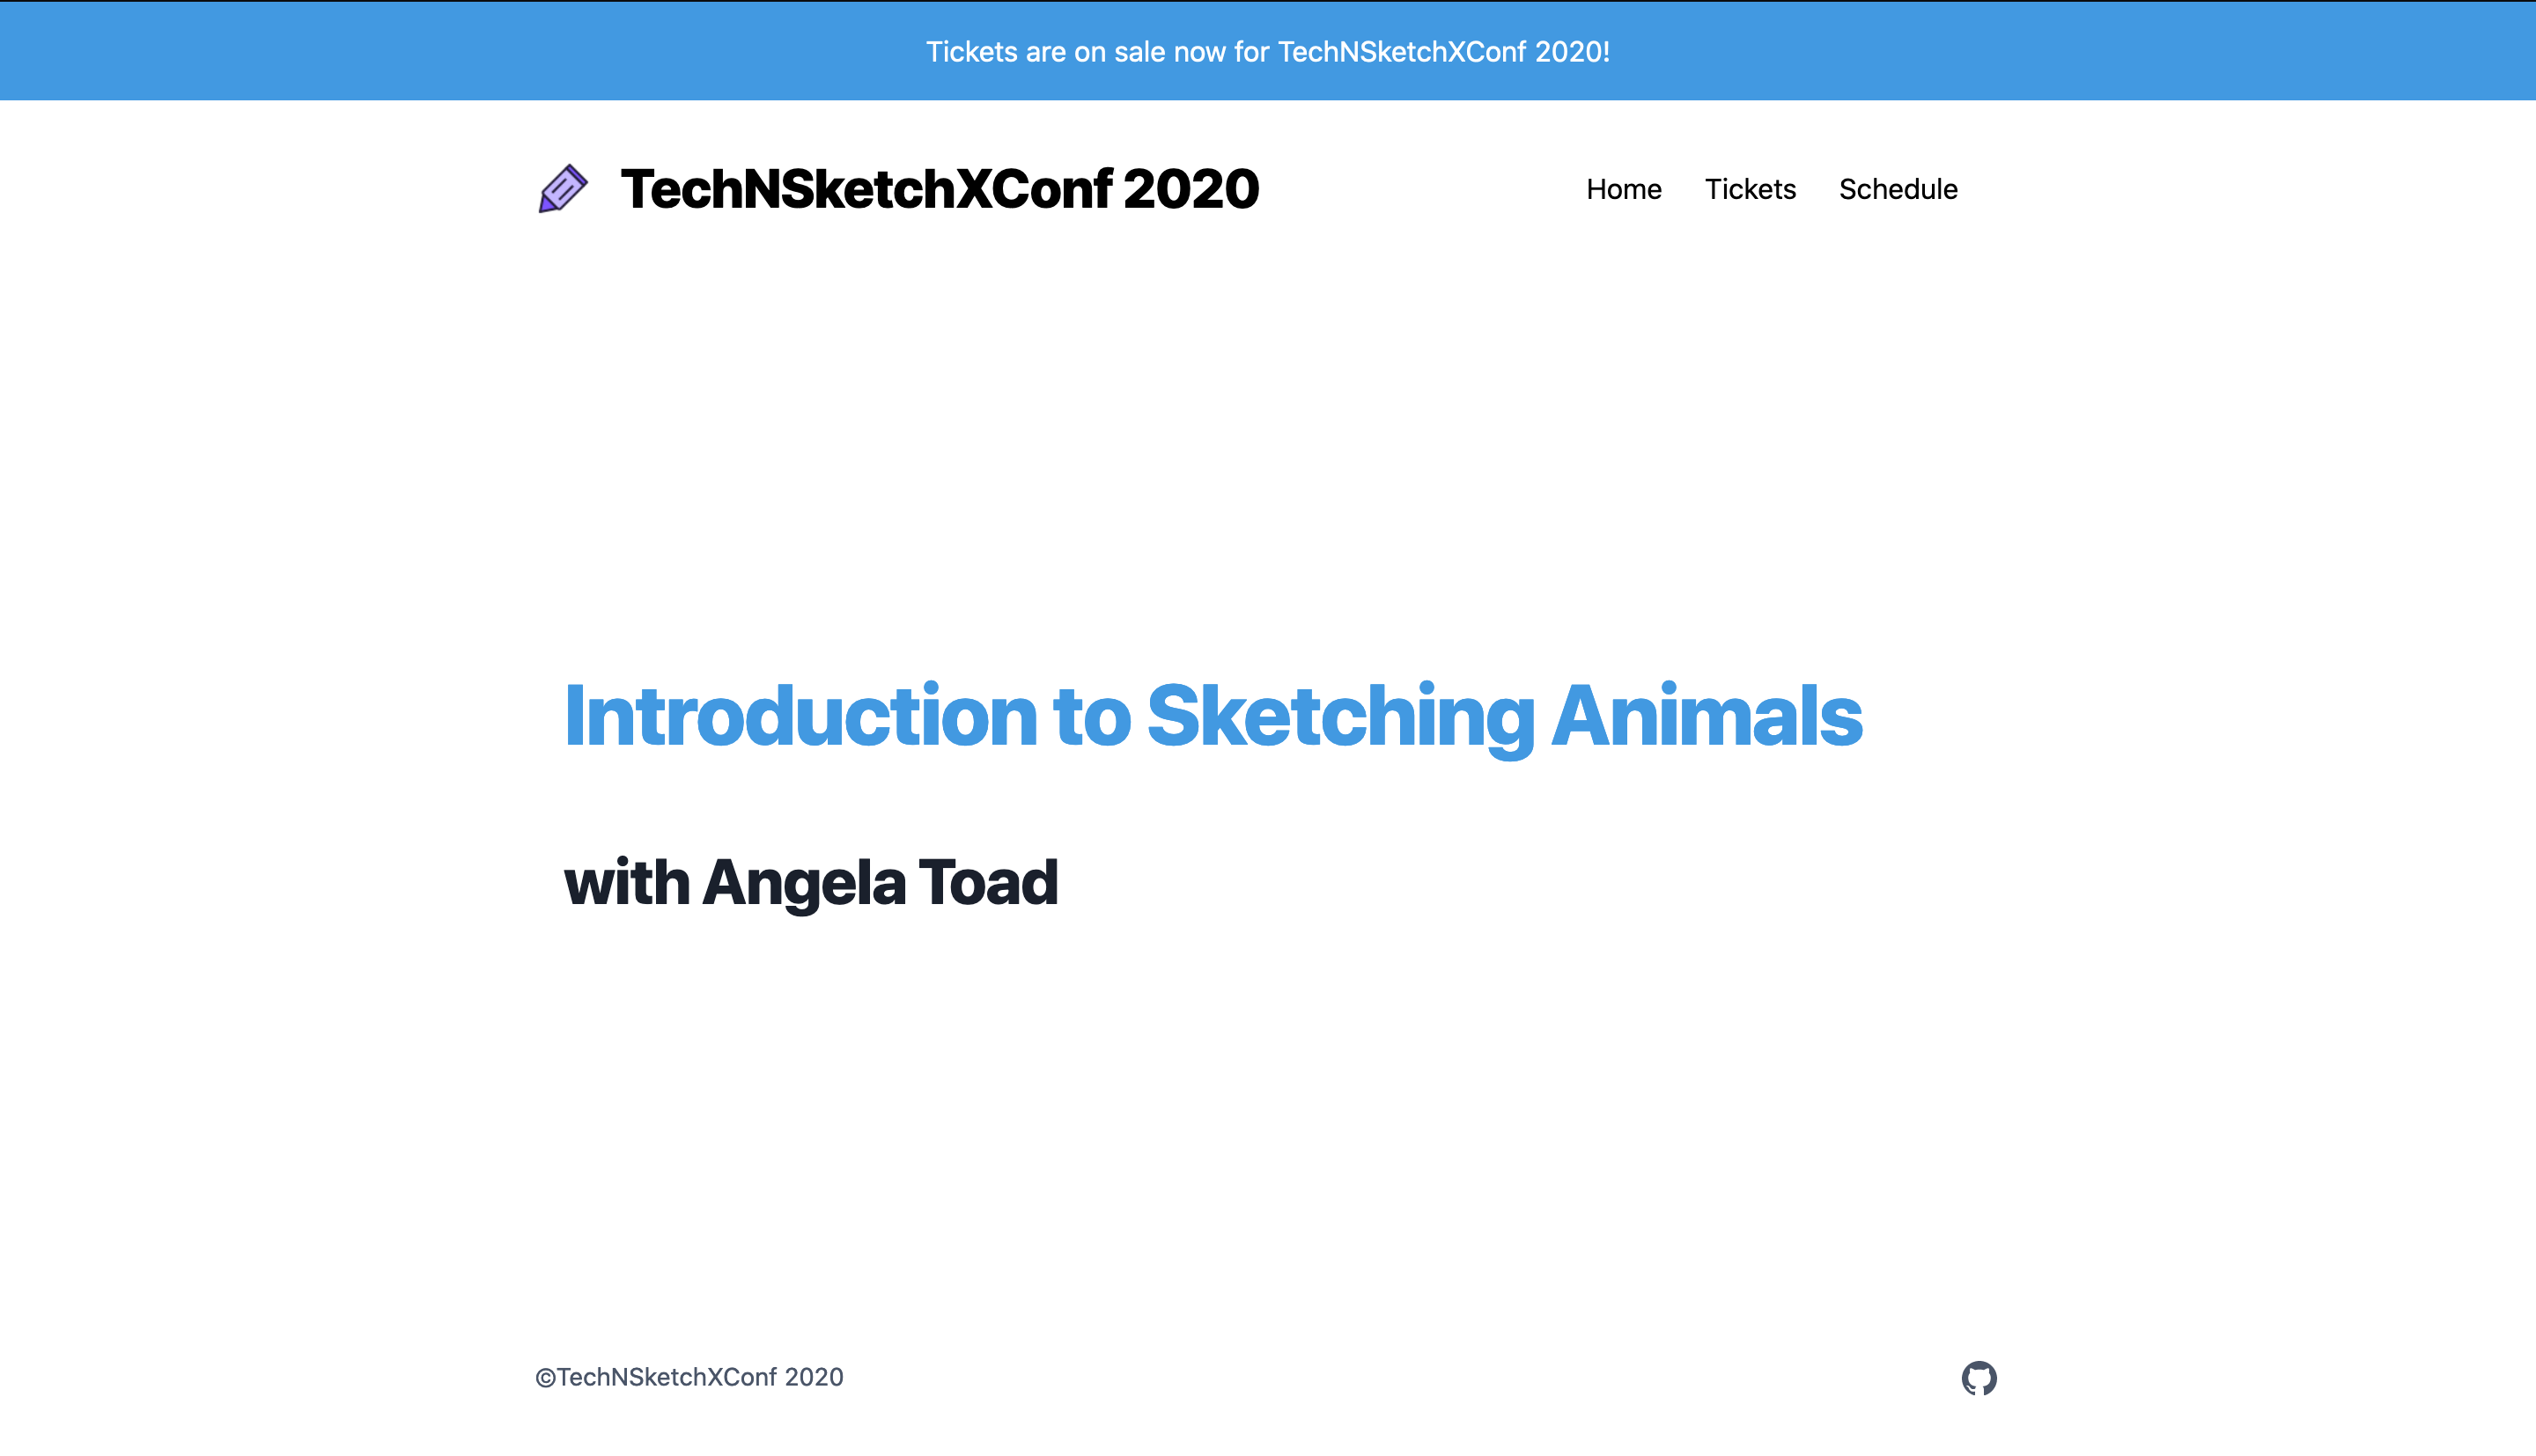 Tickets are on sale now for TechNSketchXConf 2020!
TechNSketchXConf 2020
Home Tickets Schedule
Introduction to Sketching Animals
with Angela Toad
©TechNSketchXConf 2020